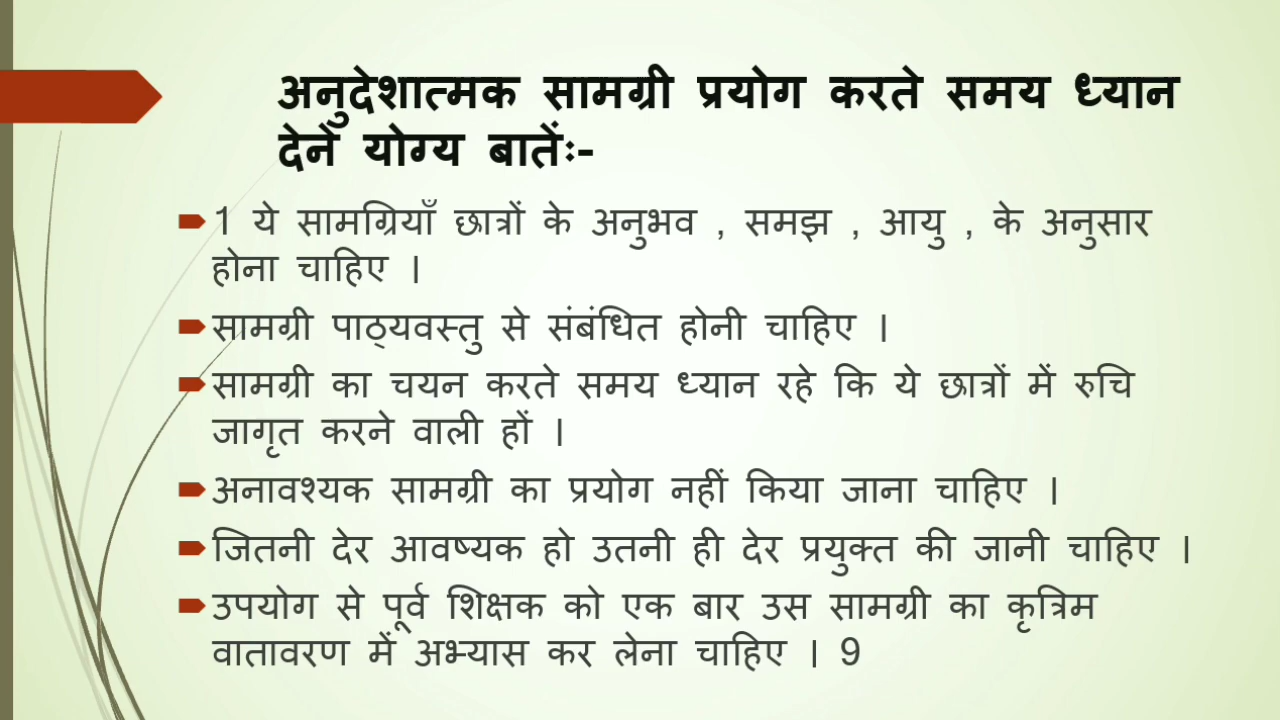 अनुदेशात्मक सामग्री प्रयोग करते समय ध्यान
देने योग्य बातेंः-
1 ये सामग्रियाँ छात्रों के अनुभव , समझ , आयु , के अनुसार
होना चाहिए ।
सामग्री पाठ्यवस्तु से संबंधित होनी चाहिए ।
सामग्री का चयन करते समय ध्यान रहे कि ये छात्रों में रुचि
जागृत करने वाली हों ।
अनावश्यक सामग्री का प्रयोग नहीं किया जाना चाहिए ।
जितनी देर आवष्यक हो उतनी ही देर प्रयुक्त की जानी चाहिए ।
उपयोग से पूर्व शिक्षक को एक बार उस सामग्री का कृत्रिम
वातावरण में अभ्यास कर लेना चाहिए । 9